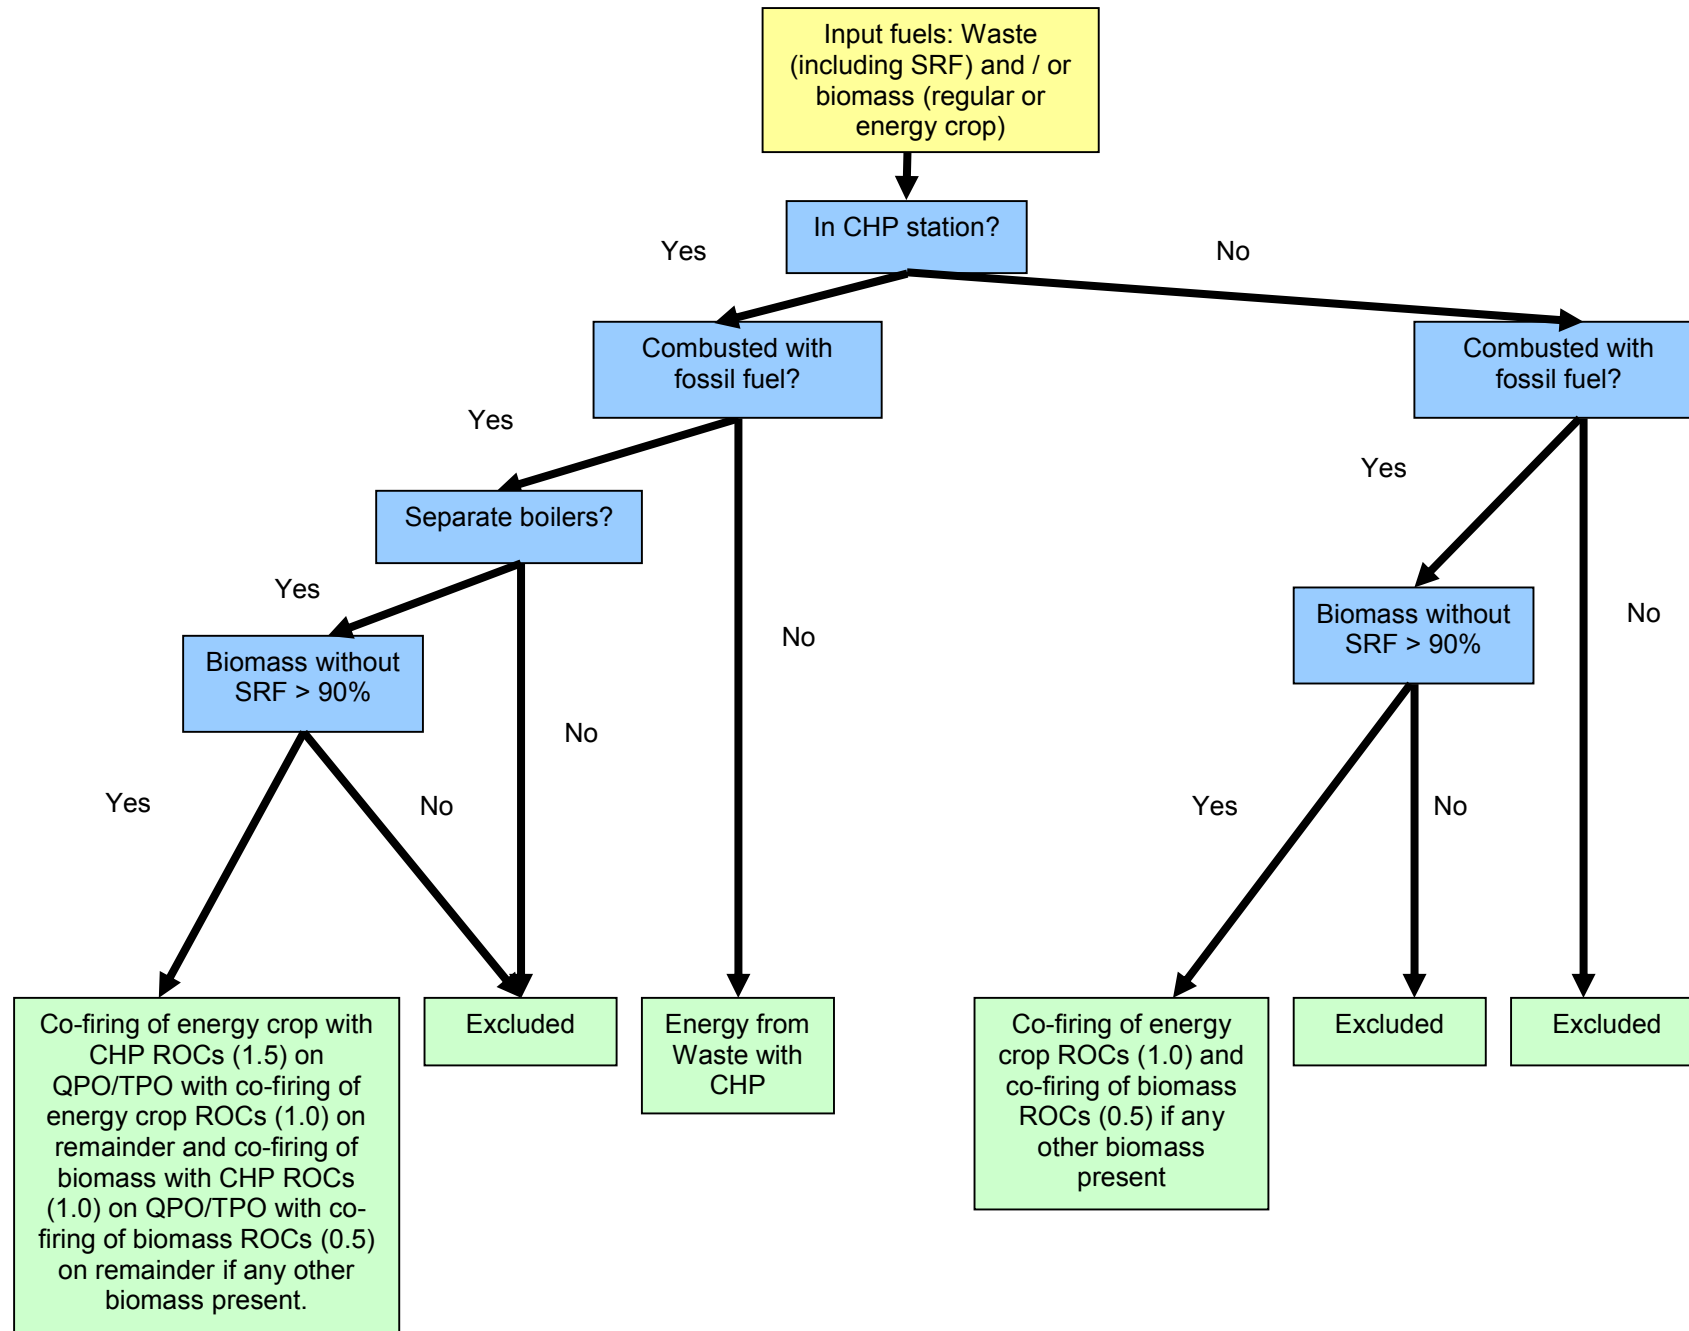 Input fuels: Waste
(including SRF) and / or
biomass (regular or
energy crop)
In CHP station?
Yes
No
Combusted with
fossil fuel?
Combusted with
fossil fuel?
Yes
Yes
Separate boilers?
Yes
No
Biomass without
SRF > 90%
No
Biomass without
SRF > 90%
No
Yes
No
Yes
No
Co-firing of energy crop with
CHP ROCs (1.5) on
QPO/TPO with co-firing of
energy crop ROCs (1.0) on
remainder and co-firing of
biomass with CHP ROCs
(1.0) on QPO/TPO with co-
firing of biomass ROCs (0.5)
on remainder if any other
biomass present.
Excluded
Energy from
Waste with
CHP
Co-firing of energy
crop ROCs (1.0) and
co-firing of biomass
ROCs (0.5) if any
other biomass
present
Excluded
Excluded